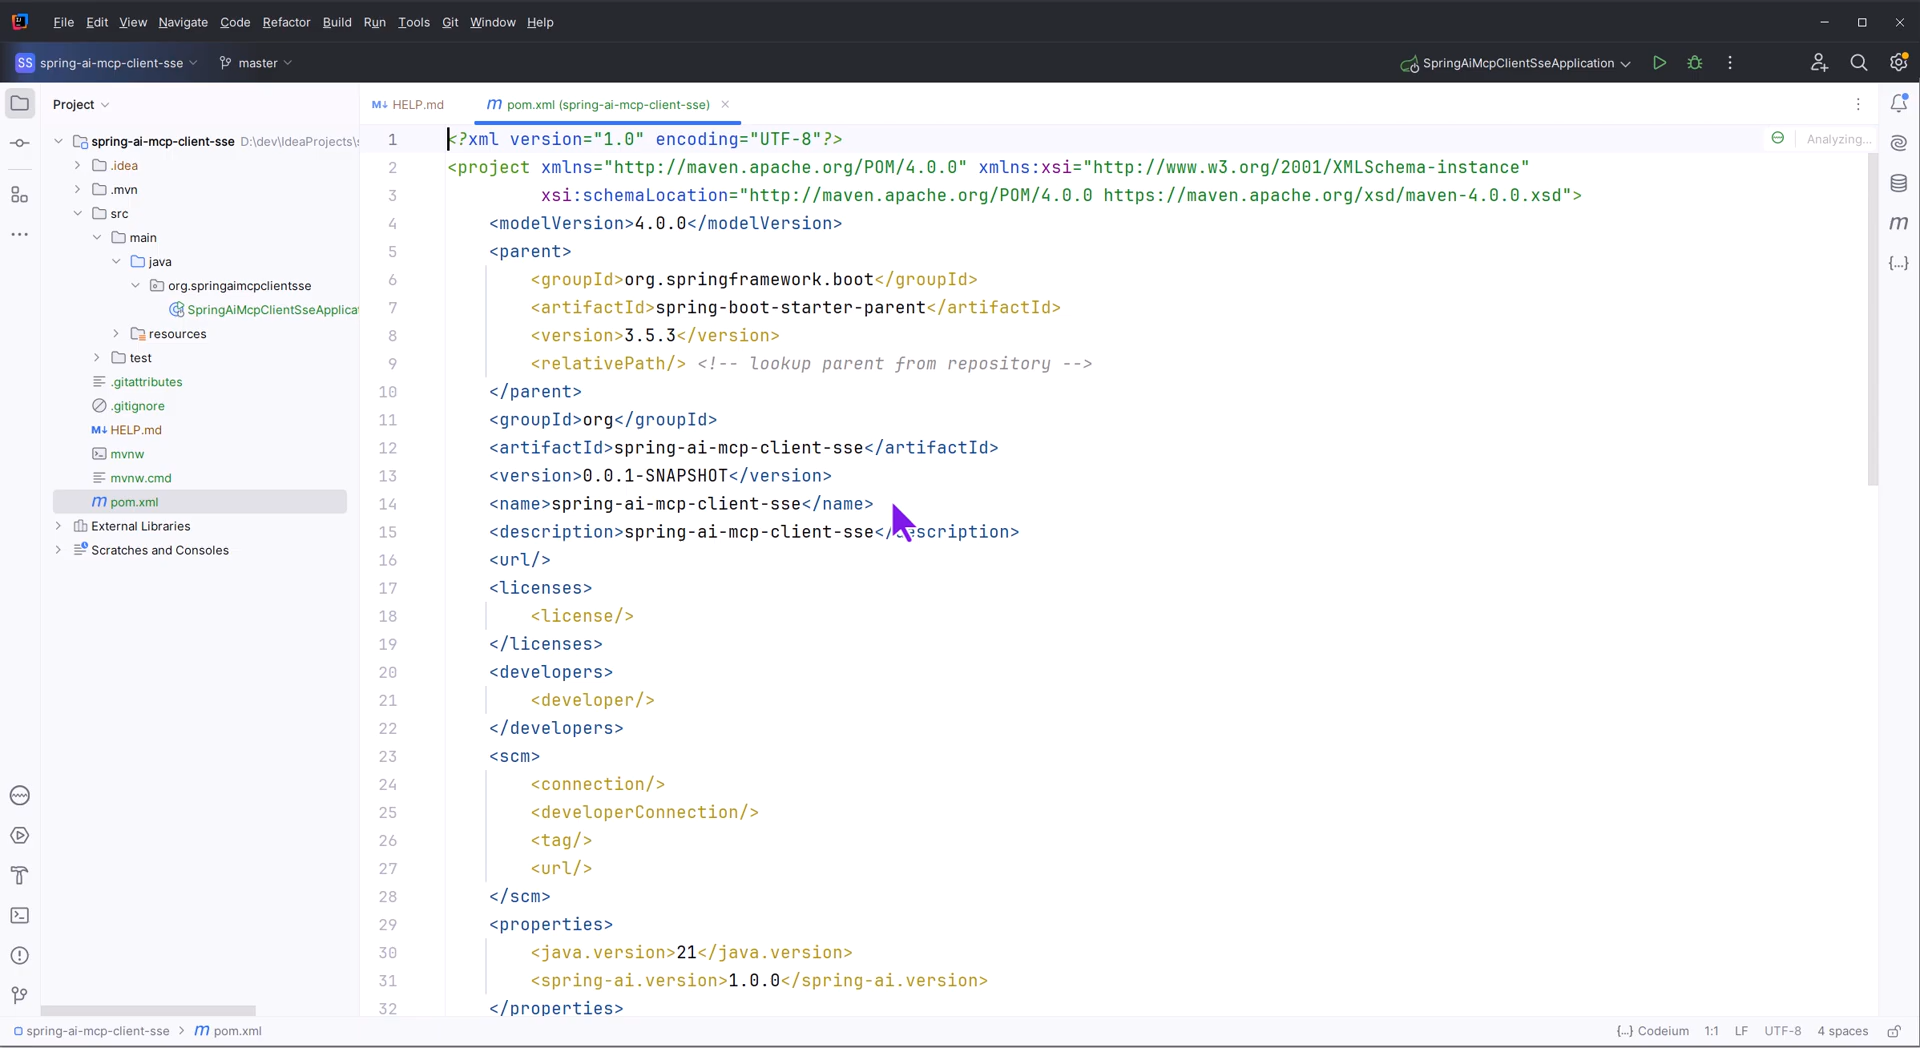 File Edit View Navigate Code Refactor Build Run Tools Git Window Help
SS spring-ai-mcp-client-sse master SpringAiMcpClientSseApplication
Project
HELP.md pom.xml (spring-ai-mcp-client-sse)
spring-ai-mcp-client-sse D:\dev\IdeaProjects\
.idea
.mvn
src
main
java
org.springaimcpclientsse
SpringAiMcpClientSseApplicat
resources
test
.gitattributes
.gitignore
HELP.md
mvnw
mvnw.cmd
pom.xml
External Libraries
Scratches and Consoles
Analyzing...
1 <?xml version="1.0" encoding="UTF-8"?>
2 <project xmlns="http://maven.apache.org/POM/4.0.0" xmlns:xsi="http://www.w3.org/2001/XMLSchema-instance"
3 xsi:schemaLocation="http://maven.apache.org/POM/4.0.0 https://maven.apache.org/xsd/maven-4.0.0.xsd">
4 <modelVersion>4.0.0</modelVersion>
5 <parent>
6 <groupId>org.springframework.boot</groupId>
7 <artifactId>spring-boot-starter-parent</artifactId>
8 <version>3.5.3</version>
9 <relativePath/> <!-- lookup parent from repository -->
10 </parent>
11 <groupId>org</groupId>
12 <artifactId>spring-ai-mcp-client-sse</artifactId>
13 <version>0.0.1-SNAPSHOT</version>
14 <name>spring-ai-mcp-client-sse</name>
15 <description>spring-ai-mcp-client-sse</description>
16 <url/>
17 <licenses>
18 <license/>
19 </licenses>
20 <developers>
21 <developer/>
22 </developers>
23 <scm>
24 <connection/>
25 <developerConnection/>
26 <tag/>
27 <url/>
28 </scm>
29 <properties>
30 <java.version>21</java.version>
31 <spring-ai.version>1.0.0</spring-ai.version>
32 </properties>
spring-ai-mcp-client-sse > pom.xml {...} Codeium 1:1 LF UTF-8 4 spaces